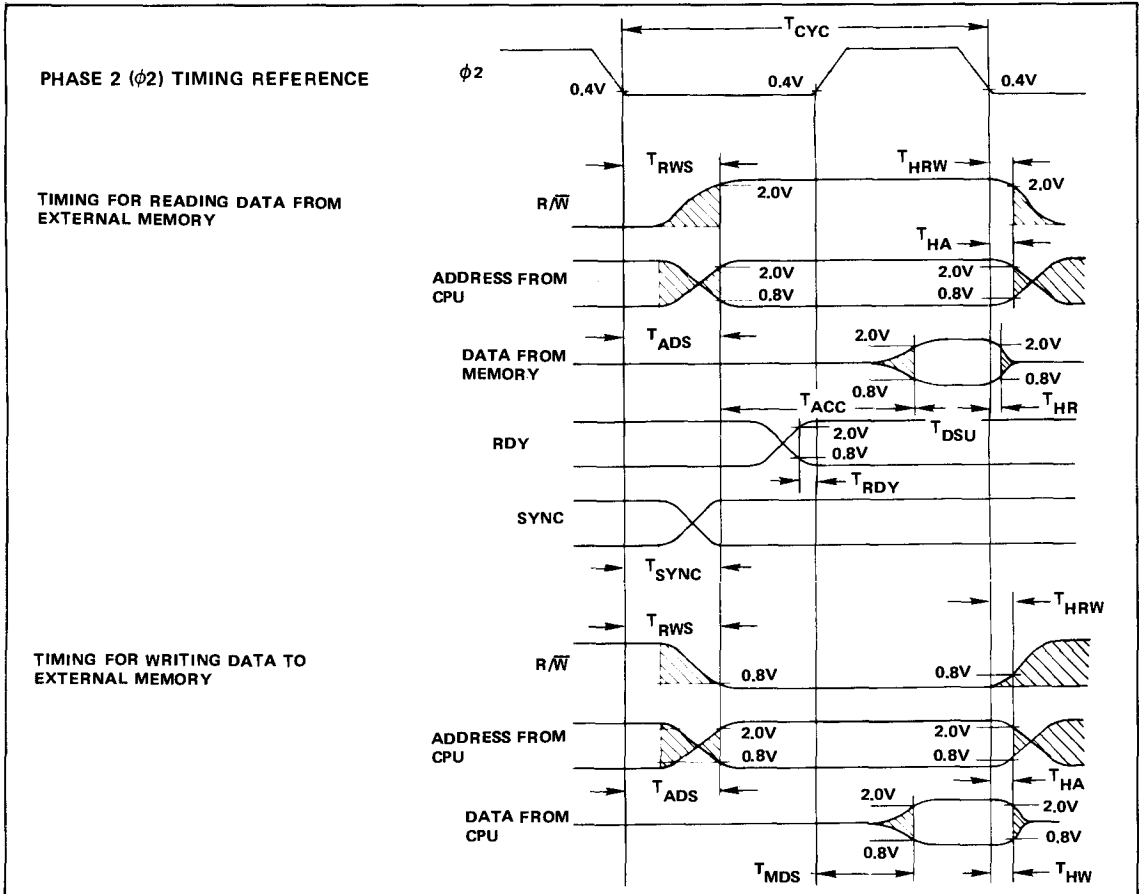 T_CYC
PHASE 2 (ϕ2) TIMING REFERENCE
ϕ2
0.4V
0.4V
0.4V
T_RWS
T_HRW
TIMING FOR READING DATA FROM
EXTERNAL MEMORY
R/W̅
2.0V
2.0V
T_HA
ADDRESS FROM
CPU
2.0V
0.8V
2.0V
0.8V
T_ADS
DATA FROM
MEMORY
2.0V
0.8V
2.0V
0.8V
T_ACC
T_DSU
T_HR
RDY
2.0V
0.8V
T_RDY
SYNC
T_SYNC
T_HRW
T_RWS
TIMING FOR WRITING DATA TO
EXTERNAL MEMORY
R/W̅
0.8V
0.8V
ADDRESS FROM
CPU
2.0V
0.8V
2.0V
0.8V
T_ADS
T_HA
DATA FROM
CPU
2.0V
0.8V
2.0V
0.8V
T_MDS
T_HW